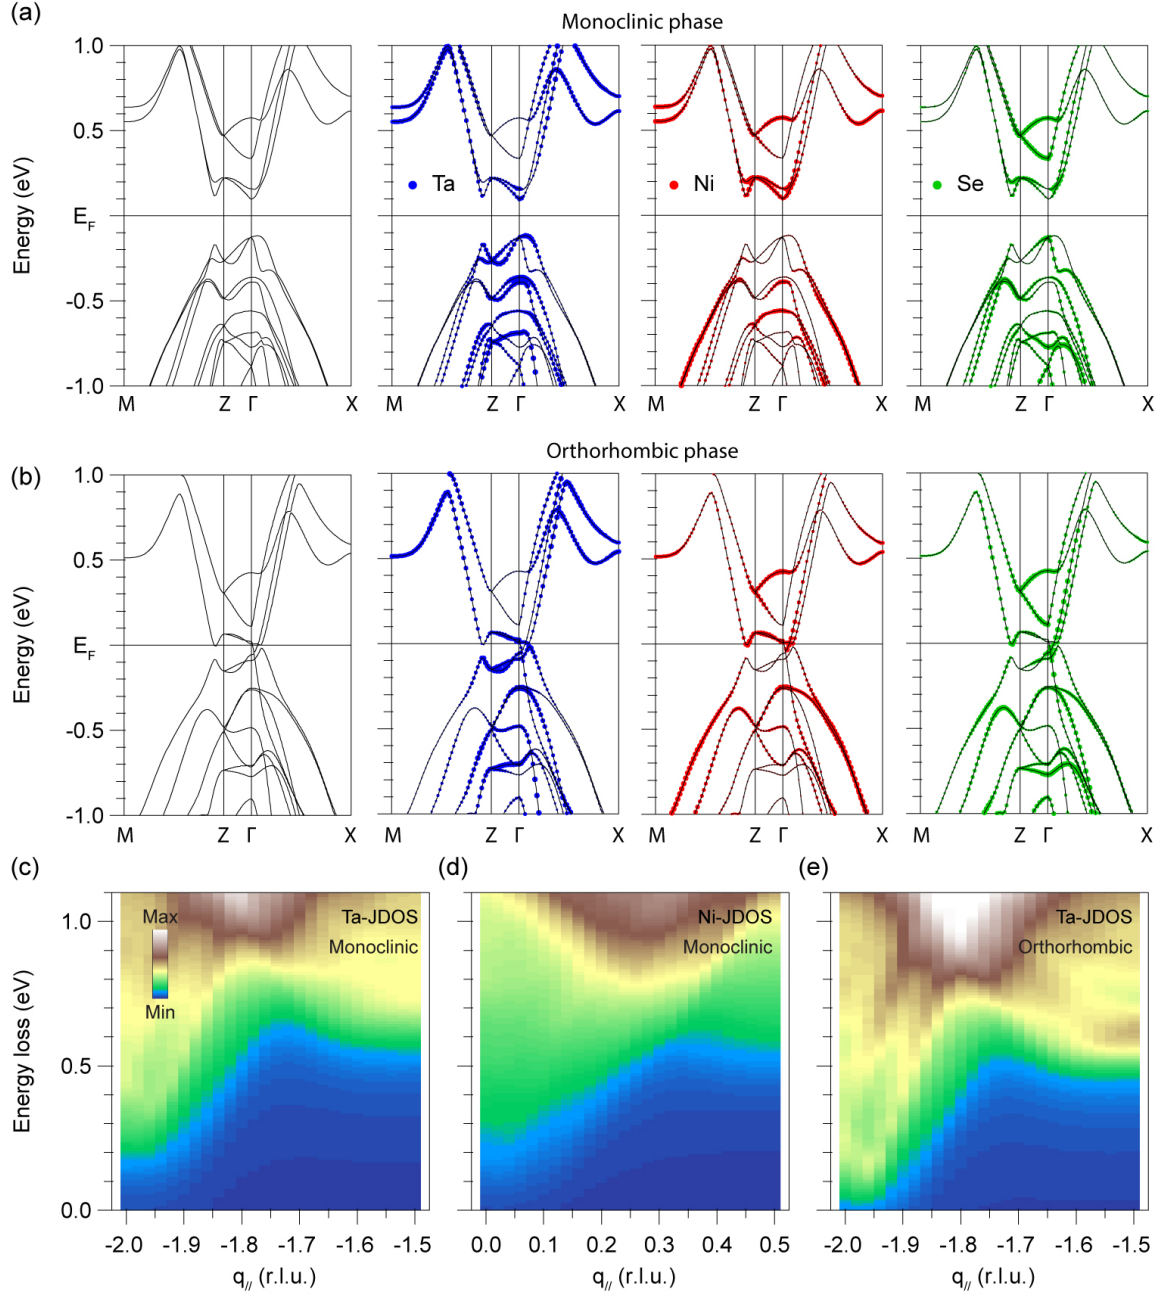 (a)
Monoclinic phase
1.0
0.5
E_F
-0.5
-1.0
Energy (eV)
Ta
Ni
Se
M Z Γ X
M Z Γ X
M Z Γ X
M Z Γ X
(b)
Orthorhombic phase
1.0
0.5
E_F
-0.5
-1.0
Energy (eV)
M Z Γ X
M Z Γ X
M Z Γ X
M Z Γ X
(c)
1.0
0.5
0.0
Energy loss (eV)
Max
Min
Ta-JDOS
Monoclinic
-2.0 -1.9 -1.8 -1.7 -1.6 -1.5
q// (r.l.u.)
(d)
Ni-JDOS
Monoclinic
0.0 0.1 0.2 0.3 0.4 0.5
q// (r.l.u.)
(e)
Ta-JDOS
Orthorhombic
-2.0 -1.9 -1.8 -1.7 -1.6 -1.5
q// (r.l.u.)